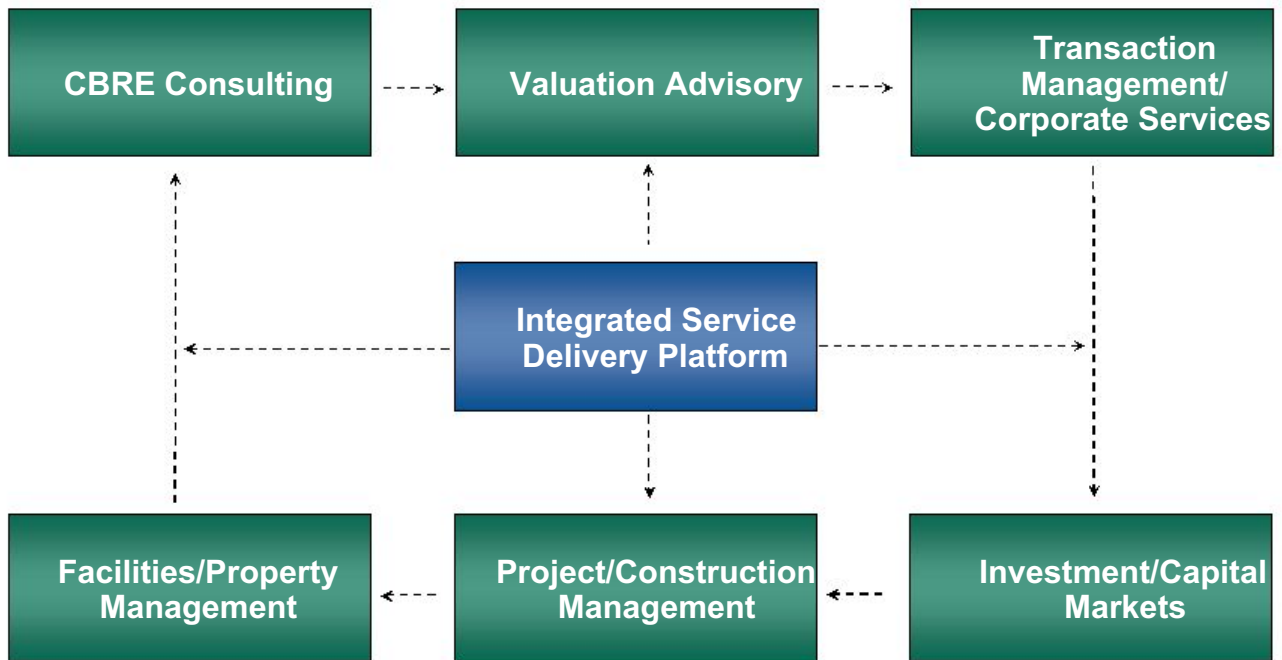 CBRE Consulting
Valuation Advisory
Transaction
Management/
Corporate Services
Integrated Service
Delivery Platform
Facilities/Property
Management
Project/Construction
Management
Investment/Capital
Markets